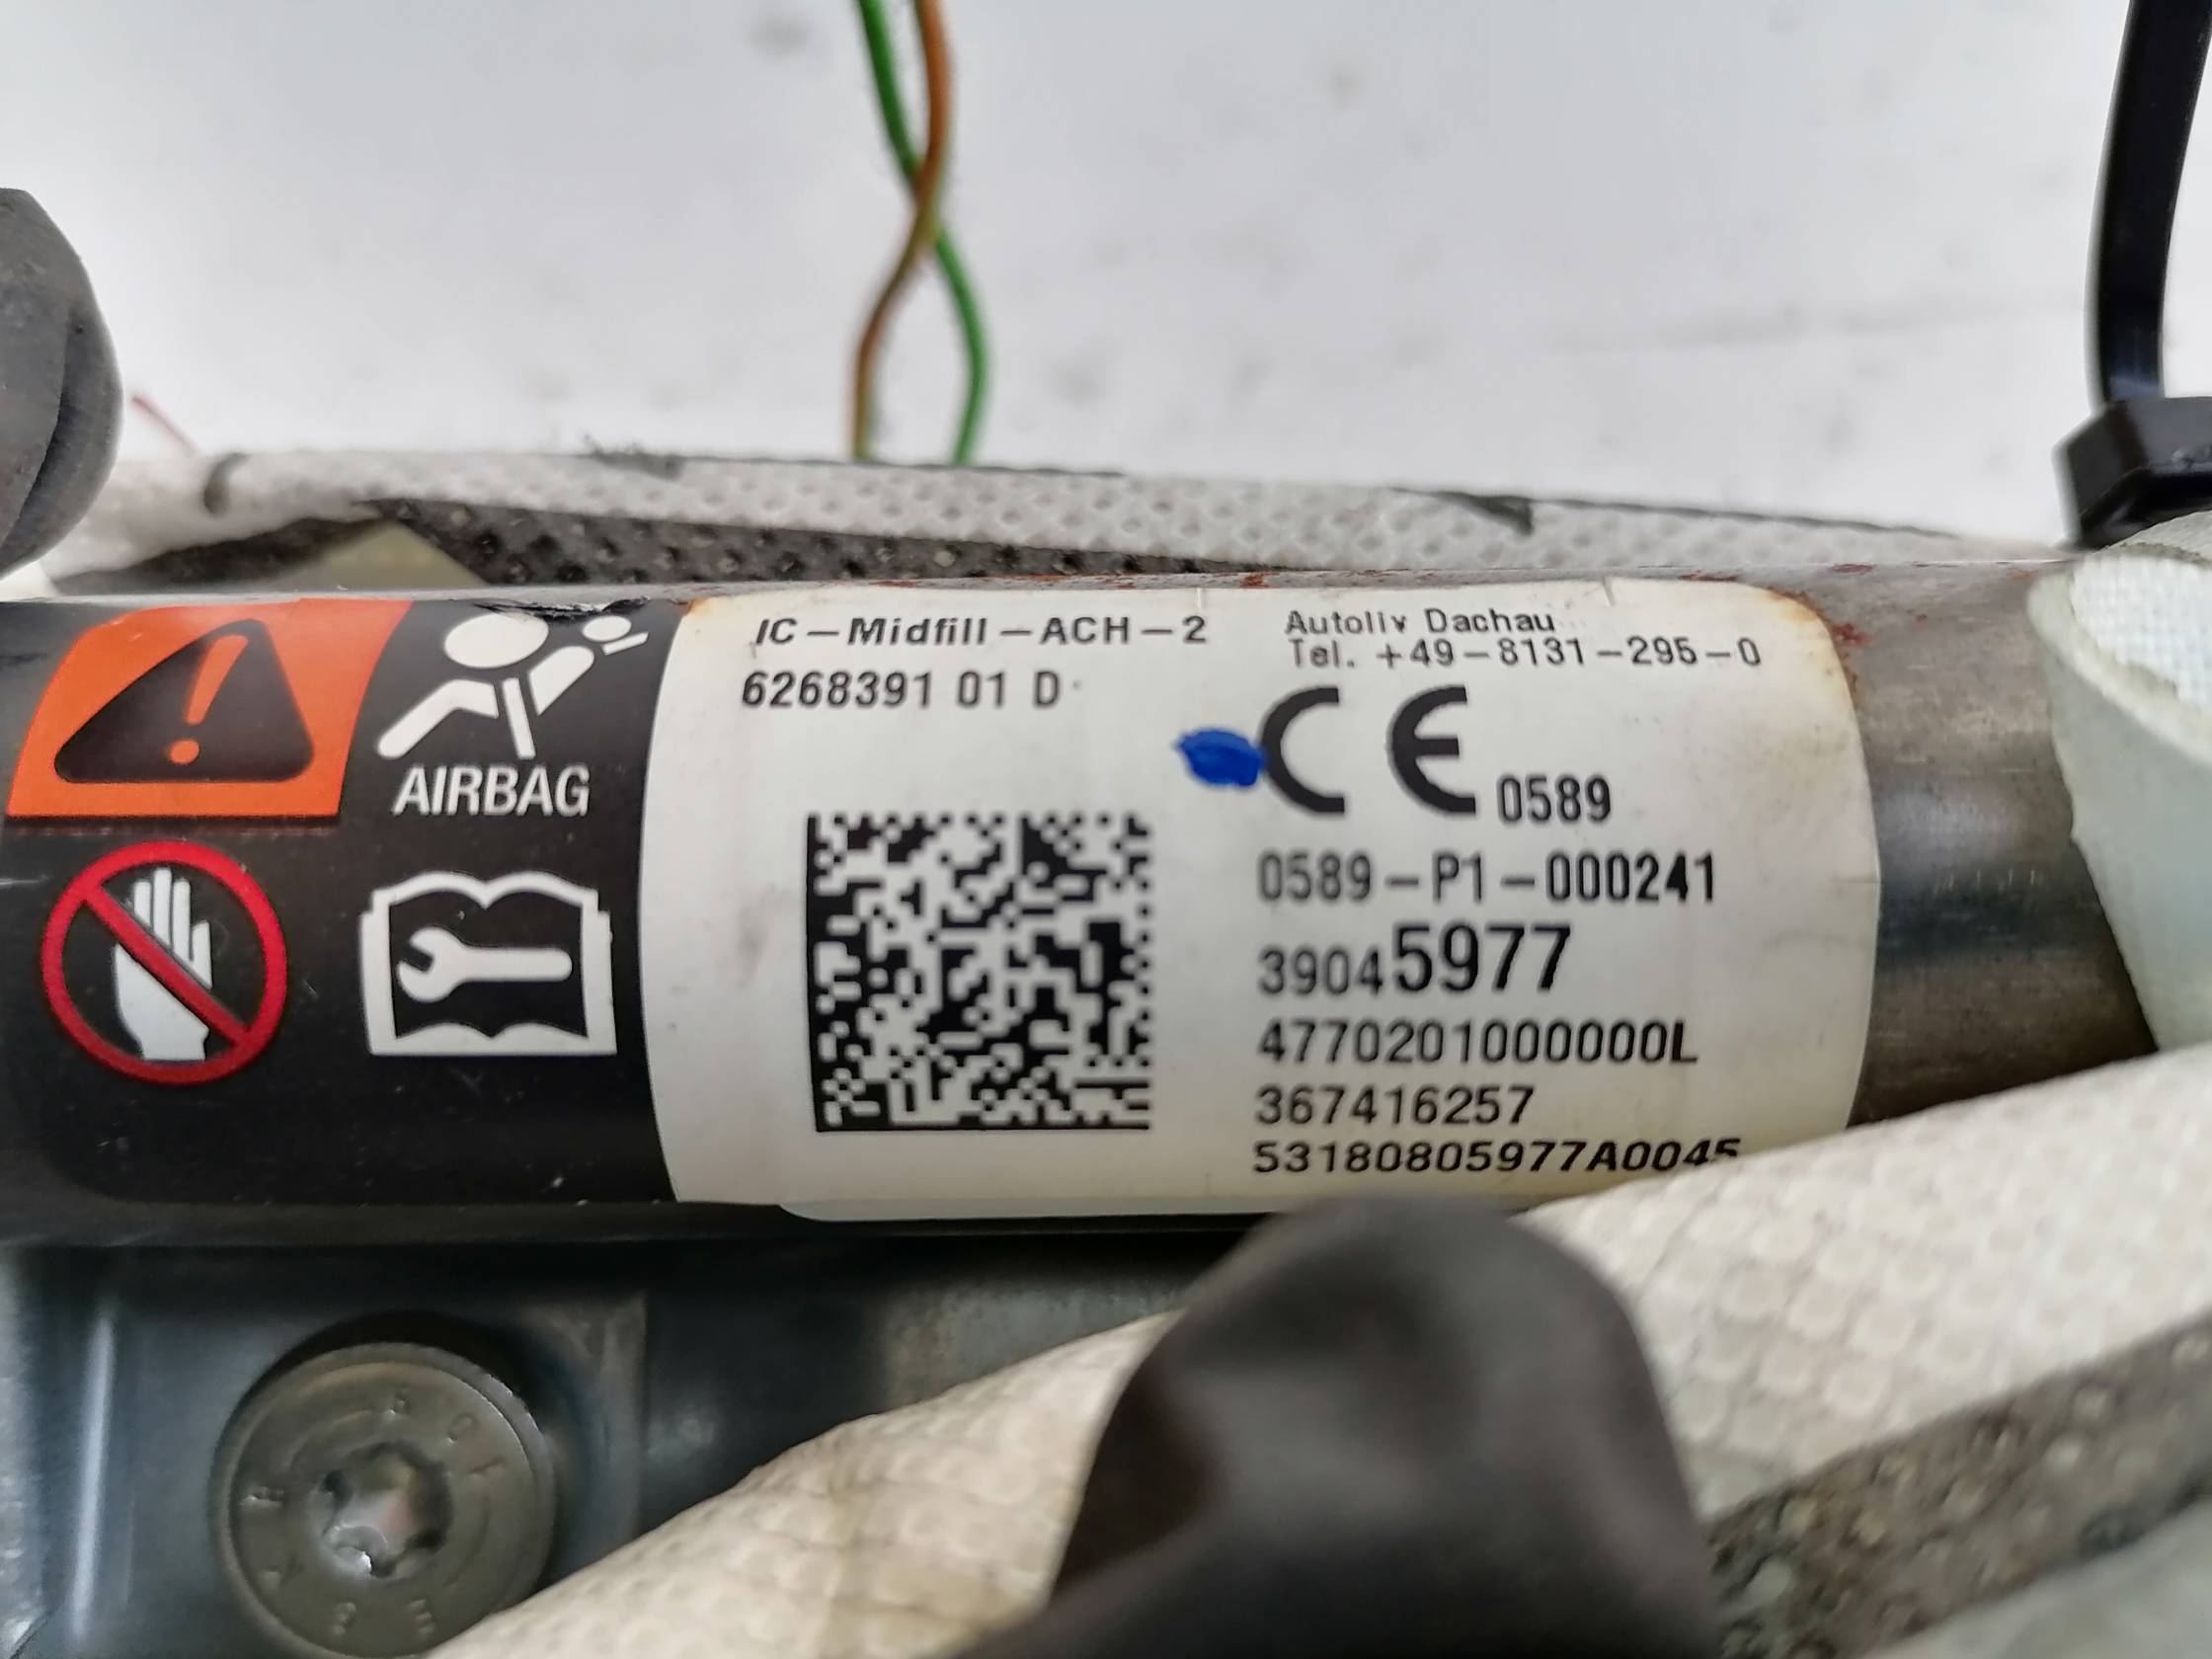 AIRBAG
IC-Midfill-ACH-2
6268391 01 D
Autoliv Dachau
Tel. +49-8131-295-0
CE 0589
0589-P1-000241
39045977
4770201000000L
367416257
53180805977A0045